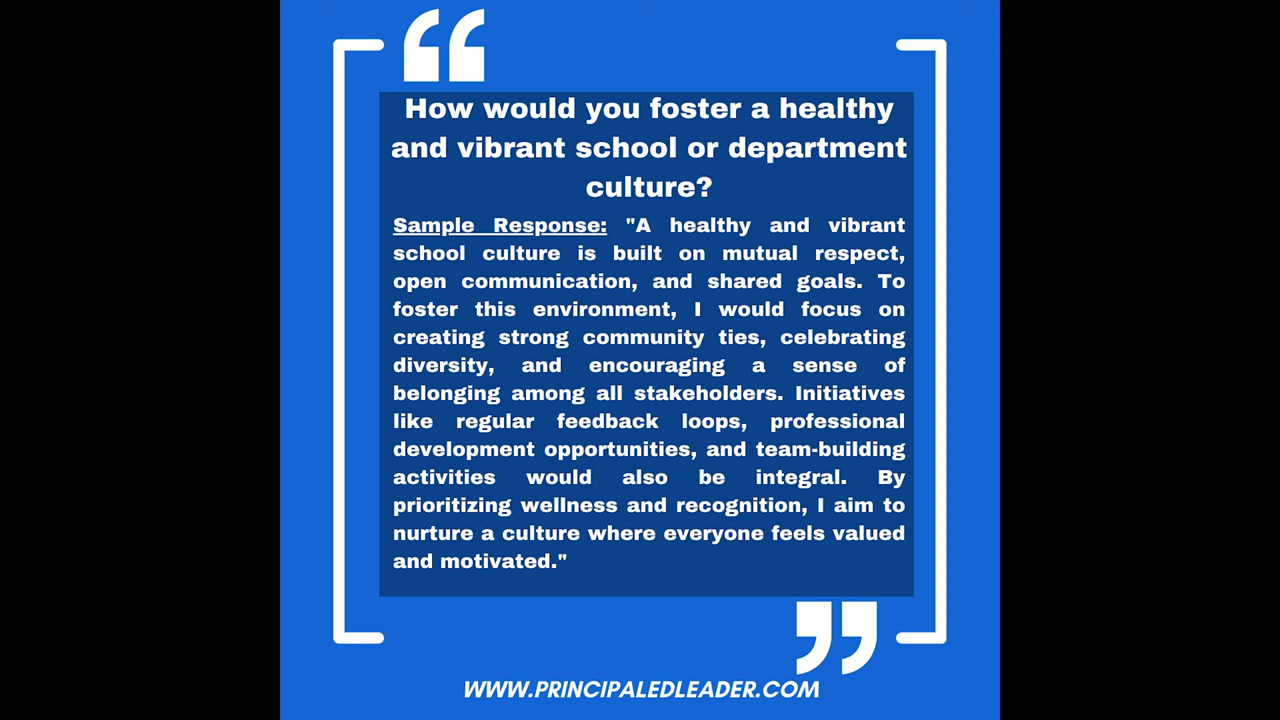 How would you foster a healthy
and vibrant school or department
culture?
Sample Response: "A healthy and vibrant
school culture is built on mutual respect,
open communication, and shared goals. To
foster this environment, I would focus on
creating strong community ties, celebrating
diversity, and encouraging a sense of
belonging among all stakeholders. Initiatives
like regular feedback loops, professional
development opportunities, and team-building
activities would also be integral. By
prioritizing wellness and recognition, I aim to
nurture a culture where everyone feels valued
and motivated."
WWW.PRINCIPALEDLEADER.COM